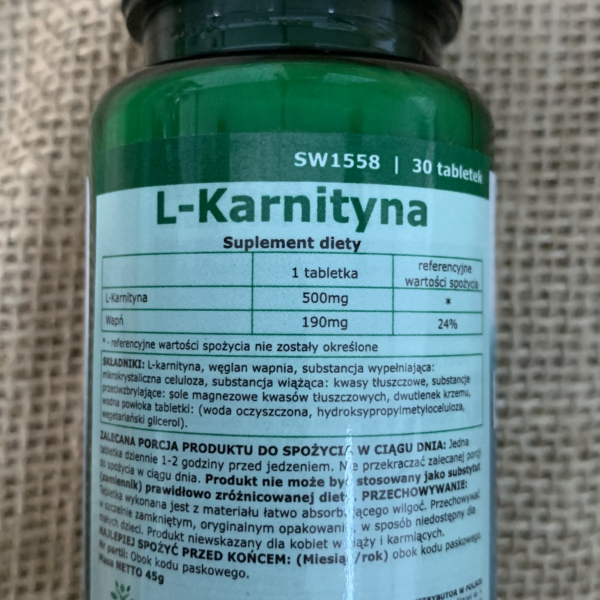 SW1558 | 30 tabletek
L-Karnityna
Suplement diety
1 tabletka
referencyjne
wartości spożycia
L-Karnityna 500mg *
Wapń 190mg 24%
* - referencyjne wartości spożycia nie zostały określone
SKŁADNIKI: L-karnityna, węglan wapnia, substancja wypełniająca:
mikrokrystaliczna celuloza, substancja wiążąca: kwasy tłuszczowe, substancje
przeciwzbrylające: sole magnezowe kwasów tłuszczowych, dwutlenek krzemu,
wodna powłoka tabletki: (woda oczyszczona, hydroksypropylmetyloceluloza,
wegetariański glicerol).
ZALECANA PORCJA PRODUKTU DO SPOŻYCIA W CIĄGU DNIA: Jedna
tabletka dziennie 1-2 godziny przed jedzeniem. Nie przekraczać zalecanej porcji
do spożycia w ciągu dnia. Produkt nie może być stosowany jako substytut
(zamiennik) prawidłowo zróżnicowanej diety. PRZECHOWYWANIE:
Tabletka wykonana jest z materiału łatwo absorbującego wilgoć. Przechowywać
w szczelnie zamkniętym, oryginalnym opakowaniu, w sposób niedostępny dla
małych dzieci. Produkt niewskazany dla kobiet w ciąży i karmiących.
NAJLEPIEJ SPOŻYĆ PRZED KOŃCEM: (Miesiąc/rok) obok kodu paskowego.
Nr partii: Obok kodu paskowego.
Masa NETTO 45g
DYSTRYBUTOR W POLSCE